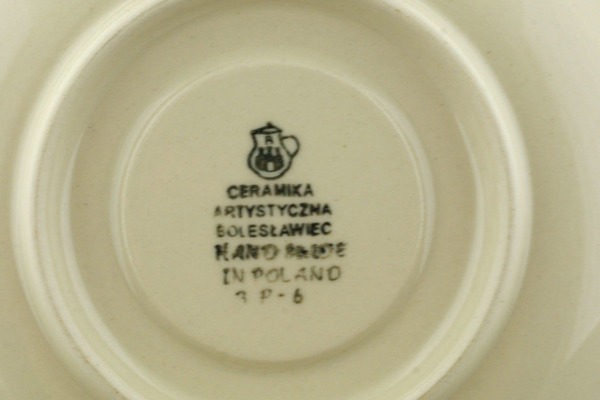 R
CERAMIKA
ARTYSTYCZNA
BOLESŁAWIEC
HAND MADE
IN POLAND
3 P-6